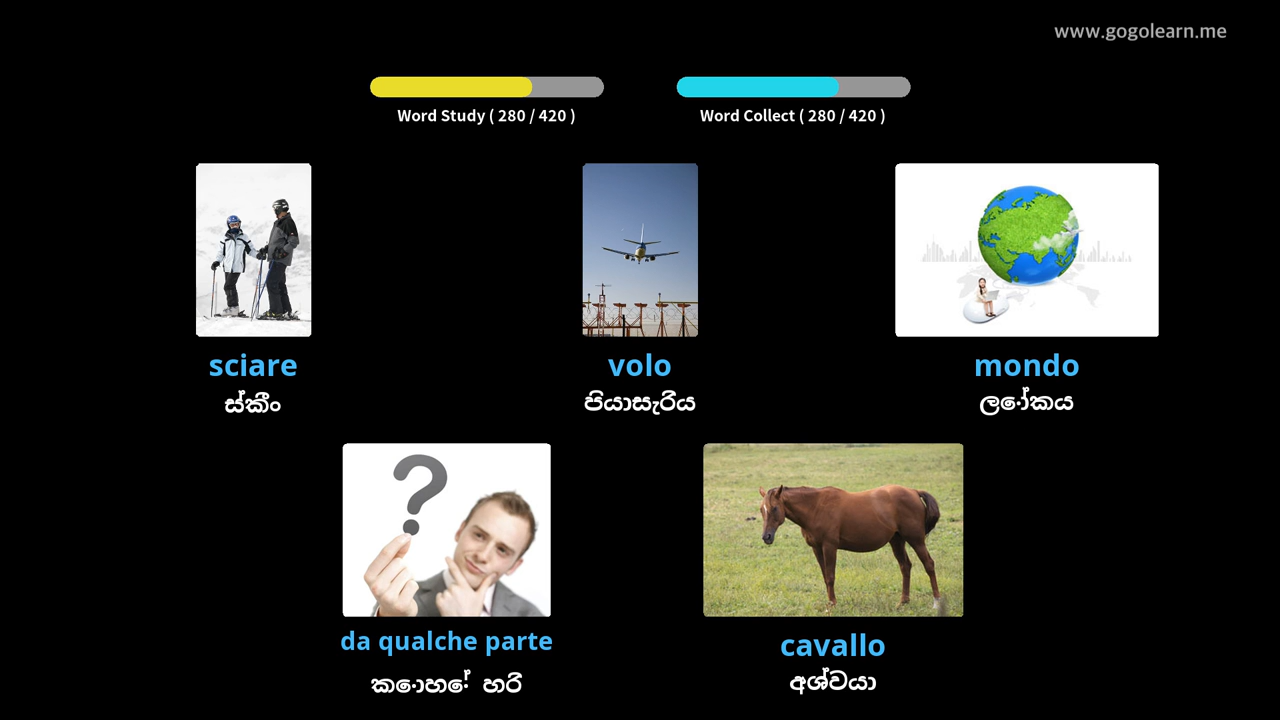 www.gogolearn.me
Word Study ( 280 / 420 )
Word Collect ( 280 / 420 )
sciare
ස්කීං
volo
පියාසැරිය
mondo
ලෝකය
da qualche parte
කොහේ හරි
cavallo
අශ්වයා